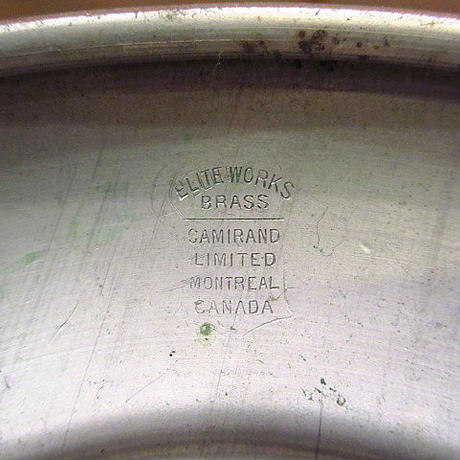 ELITE WORKS
BRASS
CAMIRAND
LIMITED
MONTREAL
CANADA